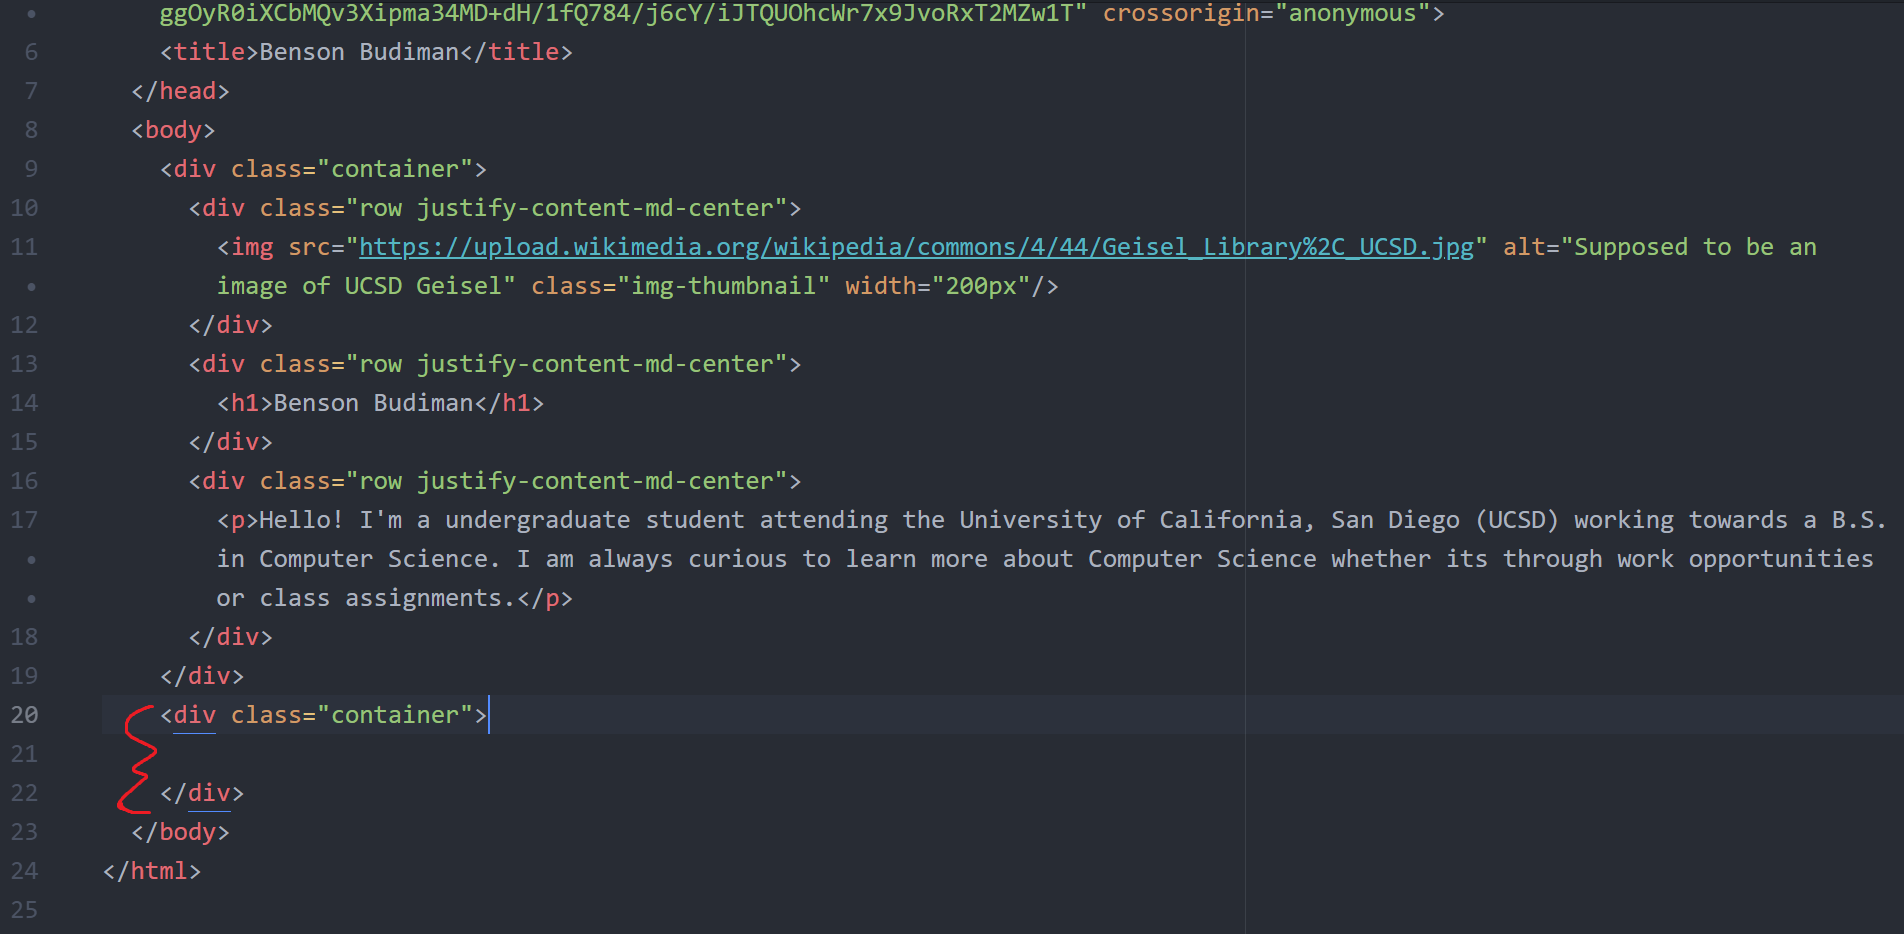 ggOyR0iXCbMQv3Xipma34MD+dH/1fQ784/j6cY/iJTQUOhcWr7x9JvoRxT2MZw1T" crossorigin="anonymous">
6 <title>Benson Budiman</title>
7 </head>
8 <body>
9 <div class="container">
10 <div class="row justify-content-md-center">
11 <img src="https://upload.wikimedia.org/wikipedia/commons/4/44/Geisel_Library%2C_UCSD.jpg" alt="Supposed to be an
image of UCSD Geisel" class="img-thumbnail" width="200px"/>
12 </div>
13 <div class="row justify-content-md-center">
14 <h1>Benson Budiman</h1>
15 </div>
16 <div class="row justify-content-md-center">
17 <p>Hello! I'm a undergraduate student attending the University of California, San Diego (UCSD) working towards a B.S.
in Computer Science. I am always curious to learn more about Computer Science whether its through work opportunities
or class assignments.</p>
18 </div>
19 </div>
20 <div class="container">
21
22 </div>
23 </body>
24 </html>
25